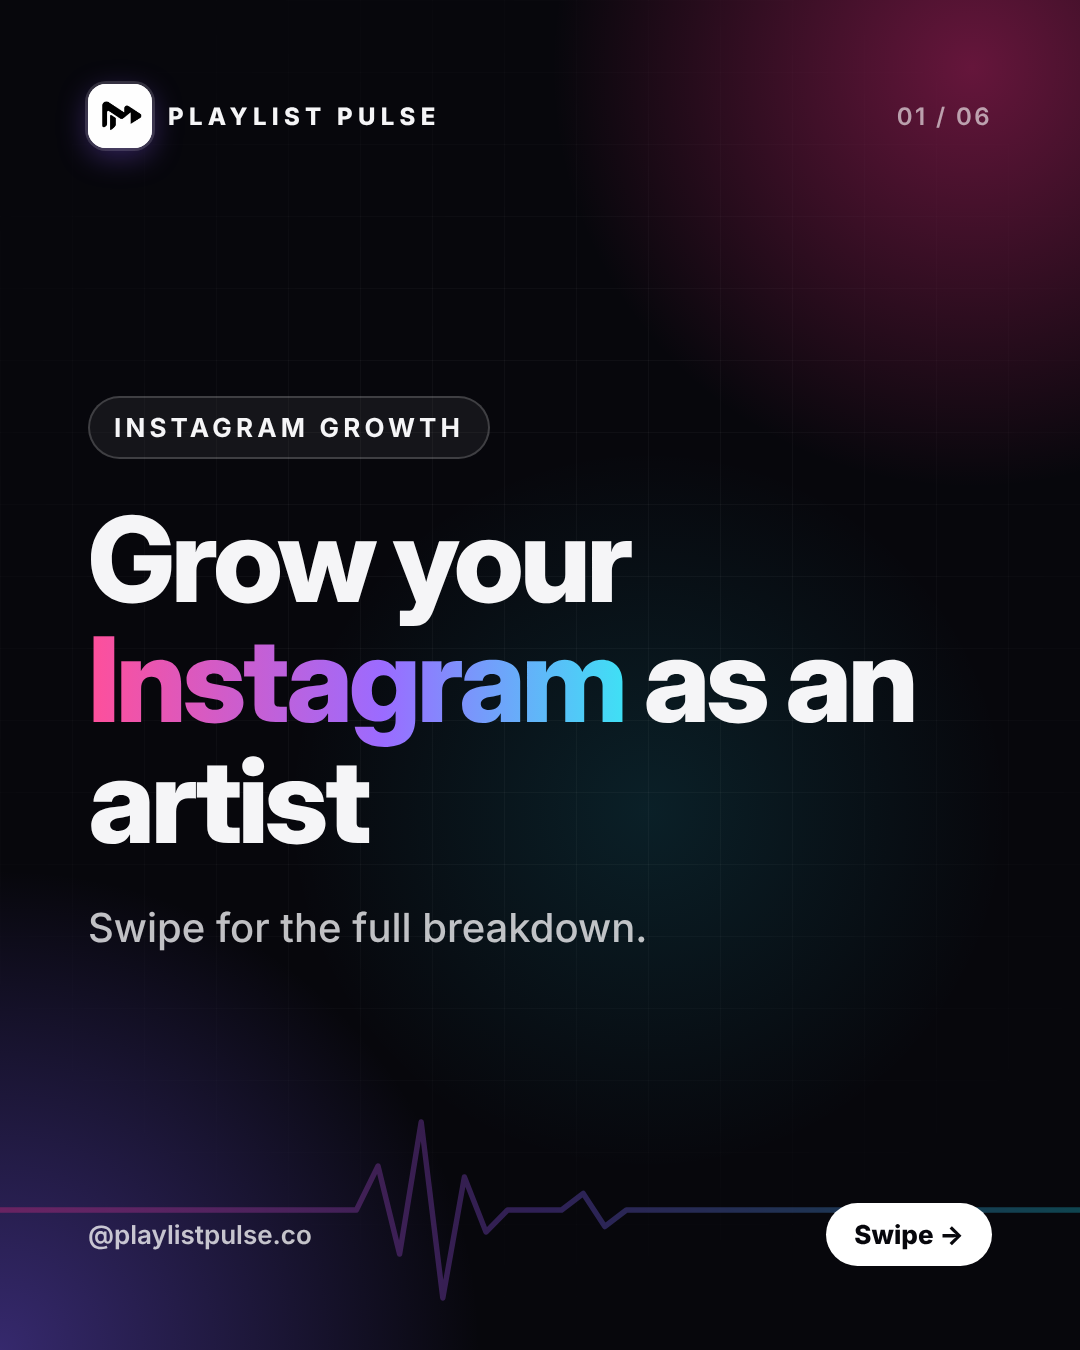 PLAYLIST PULSE
01 / 06
INSTAGRAM GROWTH
Grow your
Instagram as an
artist
Swipe for the full breakdown.
@playlistpulse.co
Swipe →